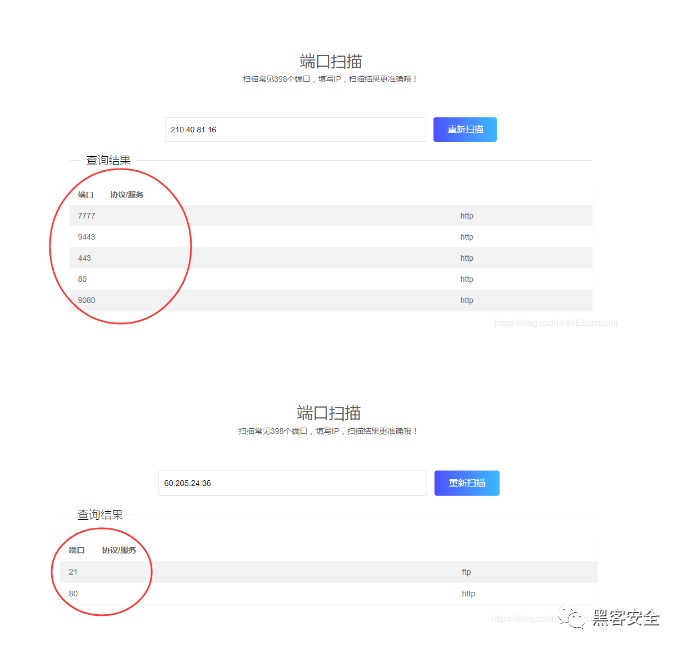 端口扫描
扫描常见398个端口，填写IP，扫描结果更准确哦！
210.40.81.16 重新扫描
查询结果
端口 协议/服务
7777 http
9443 http
443 http
80 http
9080 http
https://blog.csdn.net/Eastmount
端口扫描
扫描常见398个端口，填写IP，扫描结果更准确哦！
60.205.24.36 重新扫描
查询结果
端口 协议/服务
21 ftp
80 http
https://blog.csdn
黑客安全